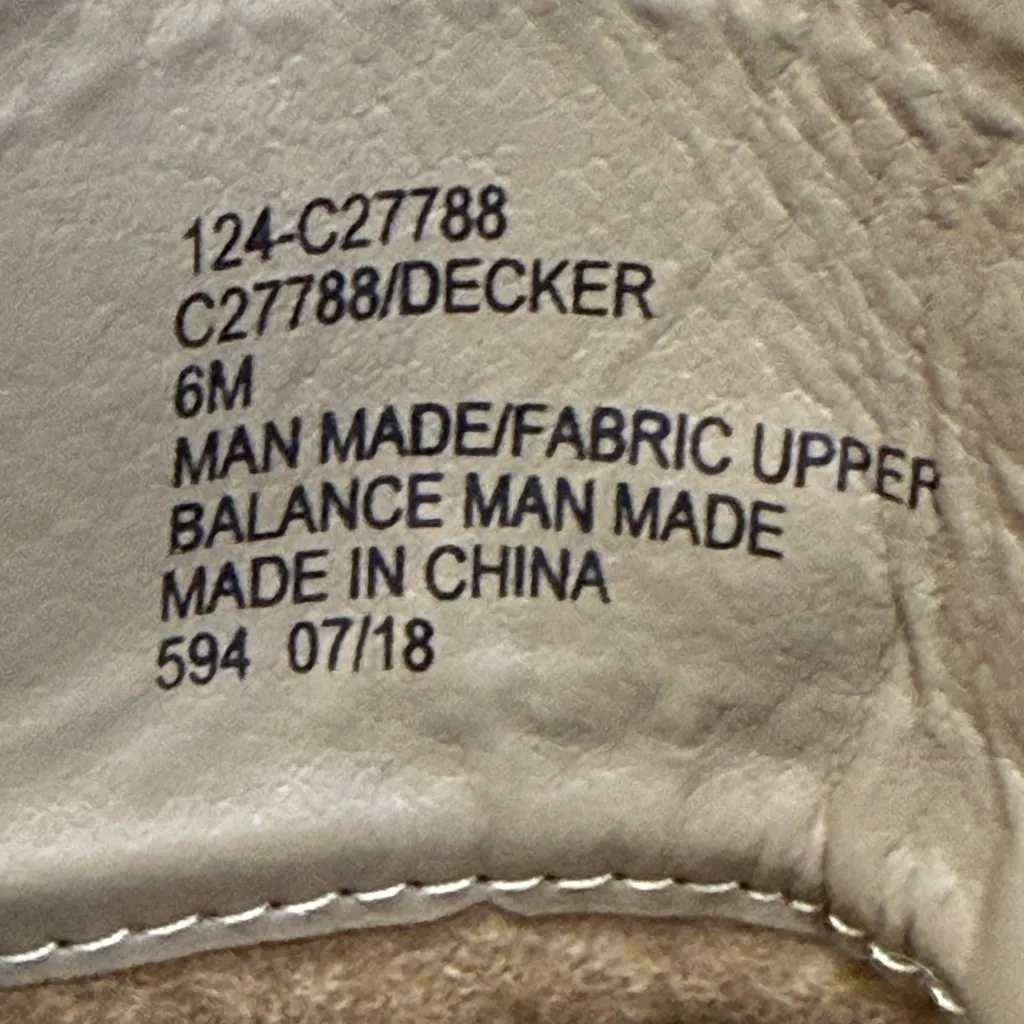 124-C27788
C27788/DECKER
6M
MAN MADE/FABRIC UPPER
BALANCE MAN MADE
MADE IN CHINA
594 07/18